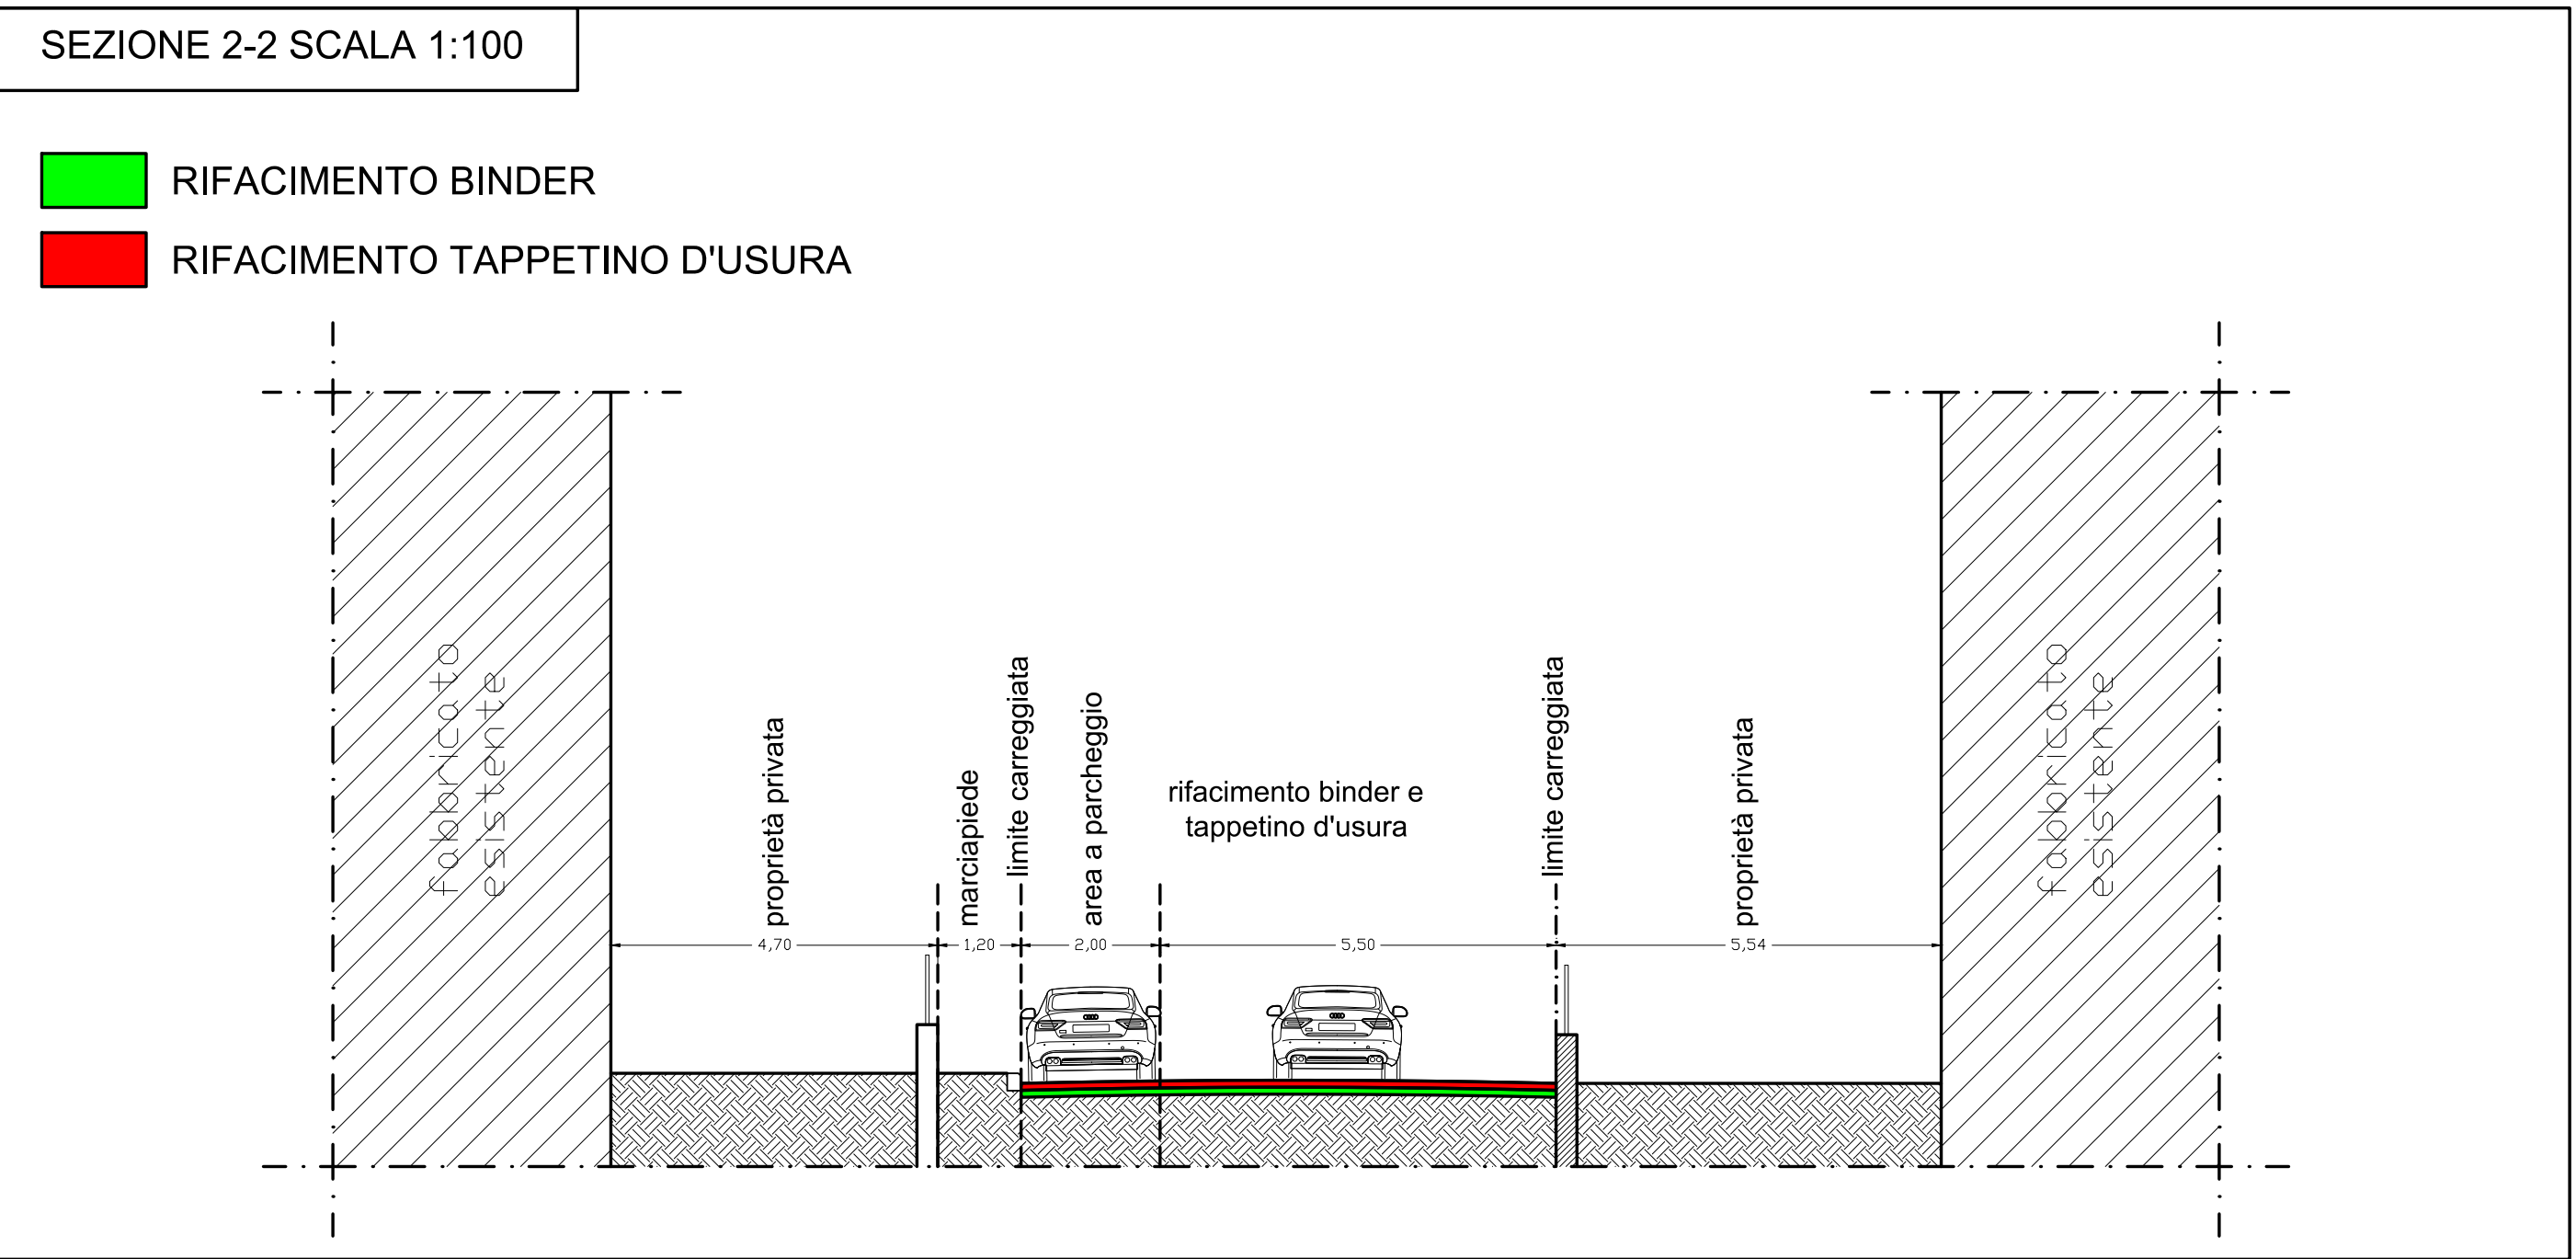 SEZIONE 2-2 SCALA 1:100
RIFACIMENTO BINDER
RIFACIMENTO TAPPETINO D'USURA
fabbricato
esistente
proprietà privata
marciapiede
limite carreggiata
area a parcheggio
rifacimento binder e
tappetino d'usura
limite carreggiata
proprietà privata
fabbricato
esistente
4,70
1,20
2,00
5,50
5,54